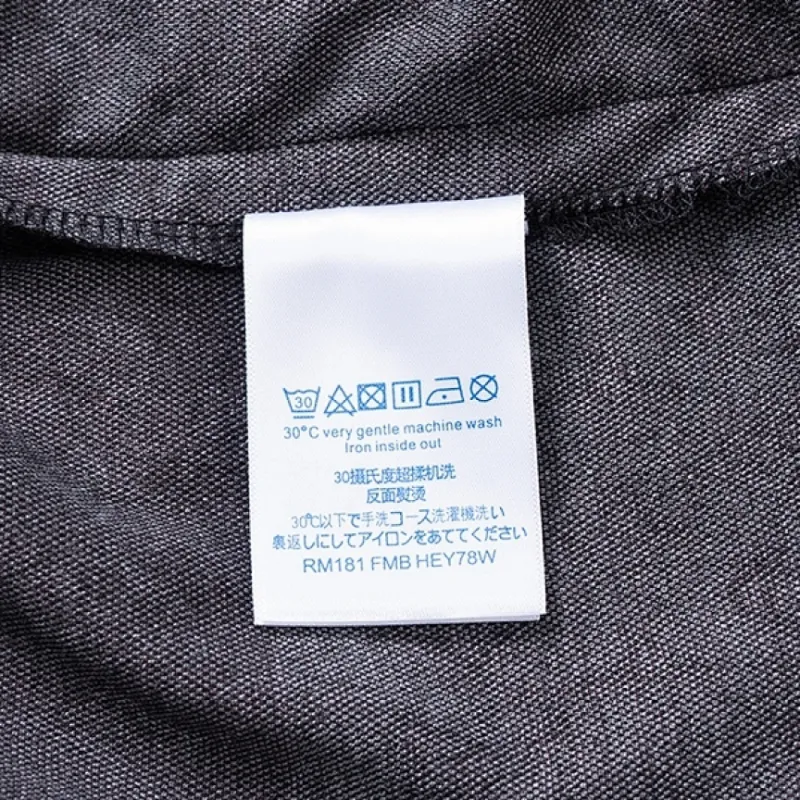 30
30°C very gentle machine wash
Iron inside out
30摄氏度超揉机洗
反面熨烫
30℃以下で手洗コース洗濯機洗い
裏返しにしてアイロンをあててください
RM181 FMB HEY78W